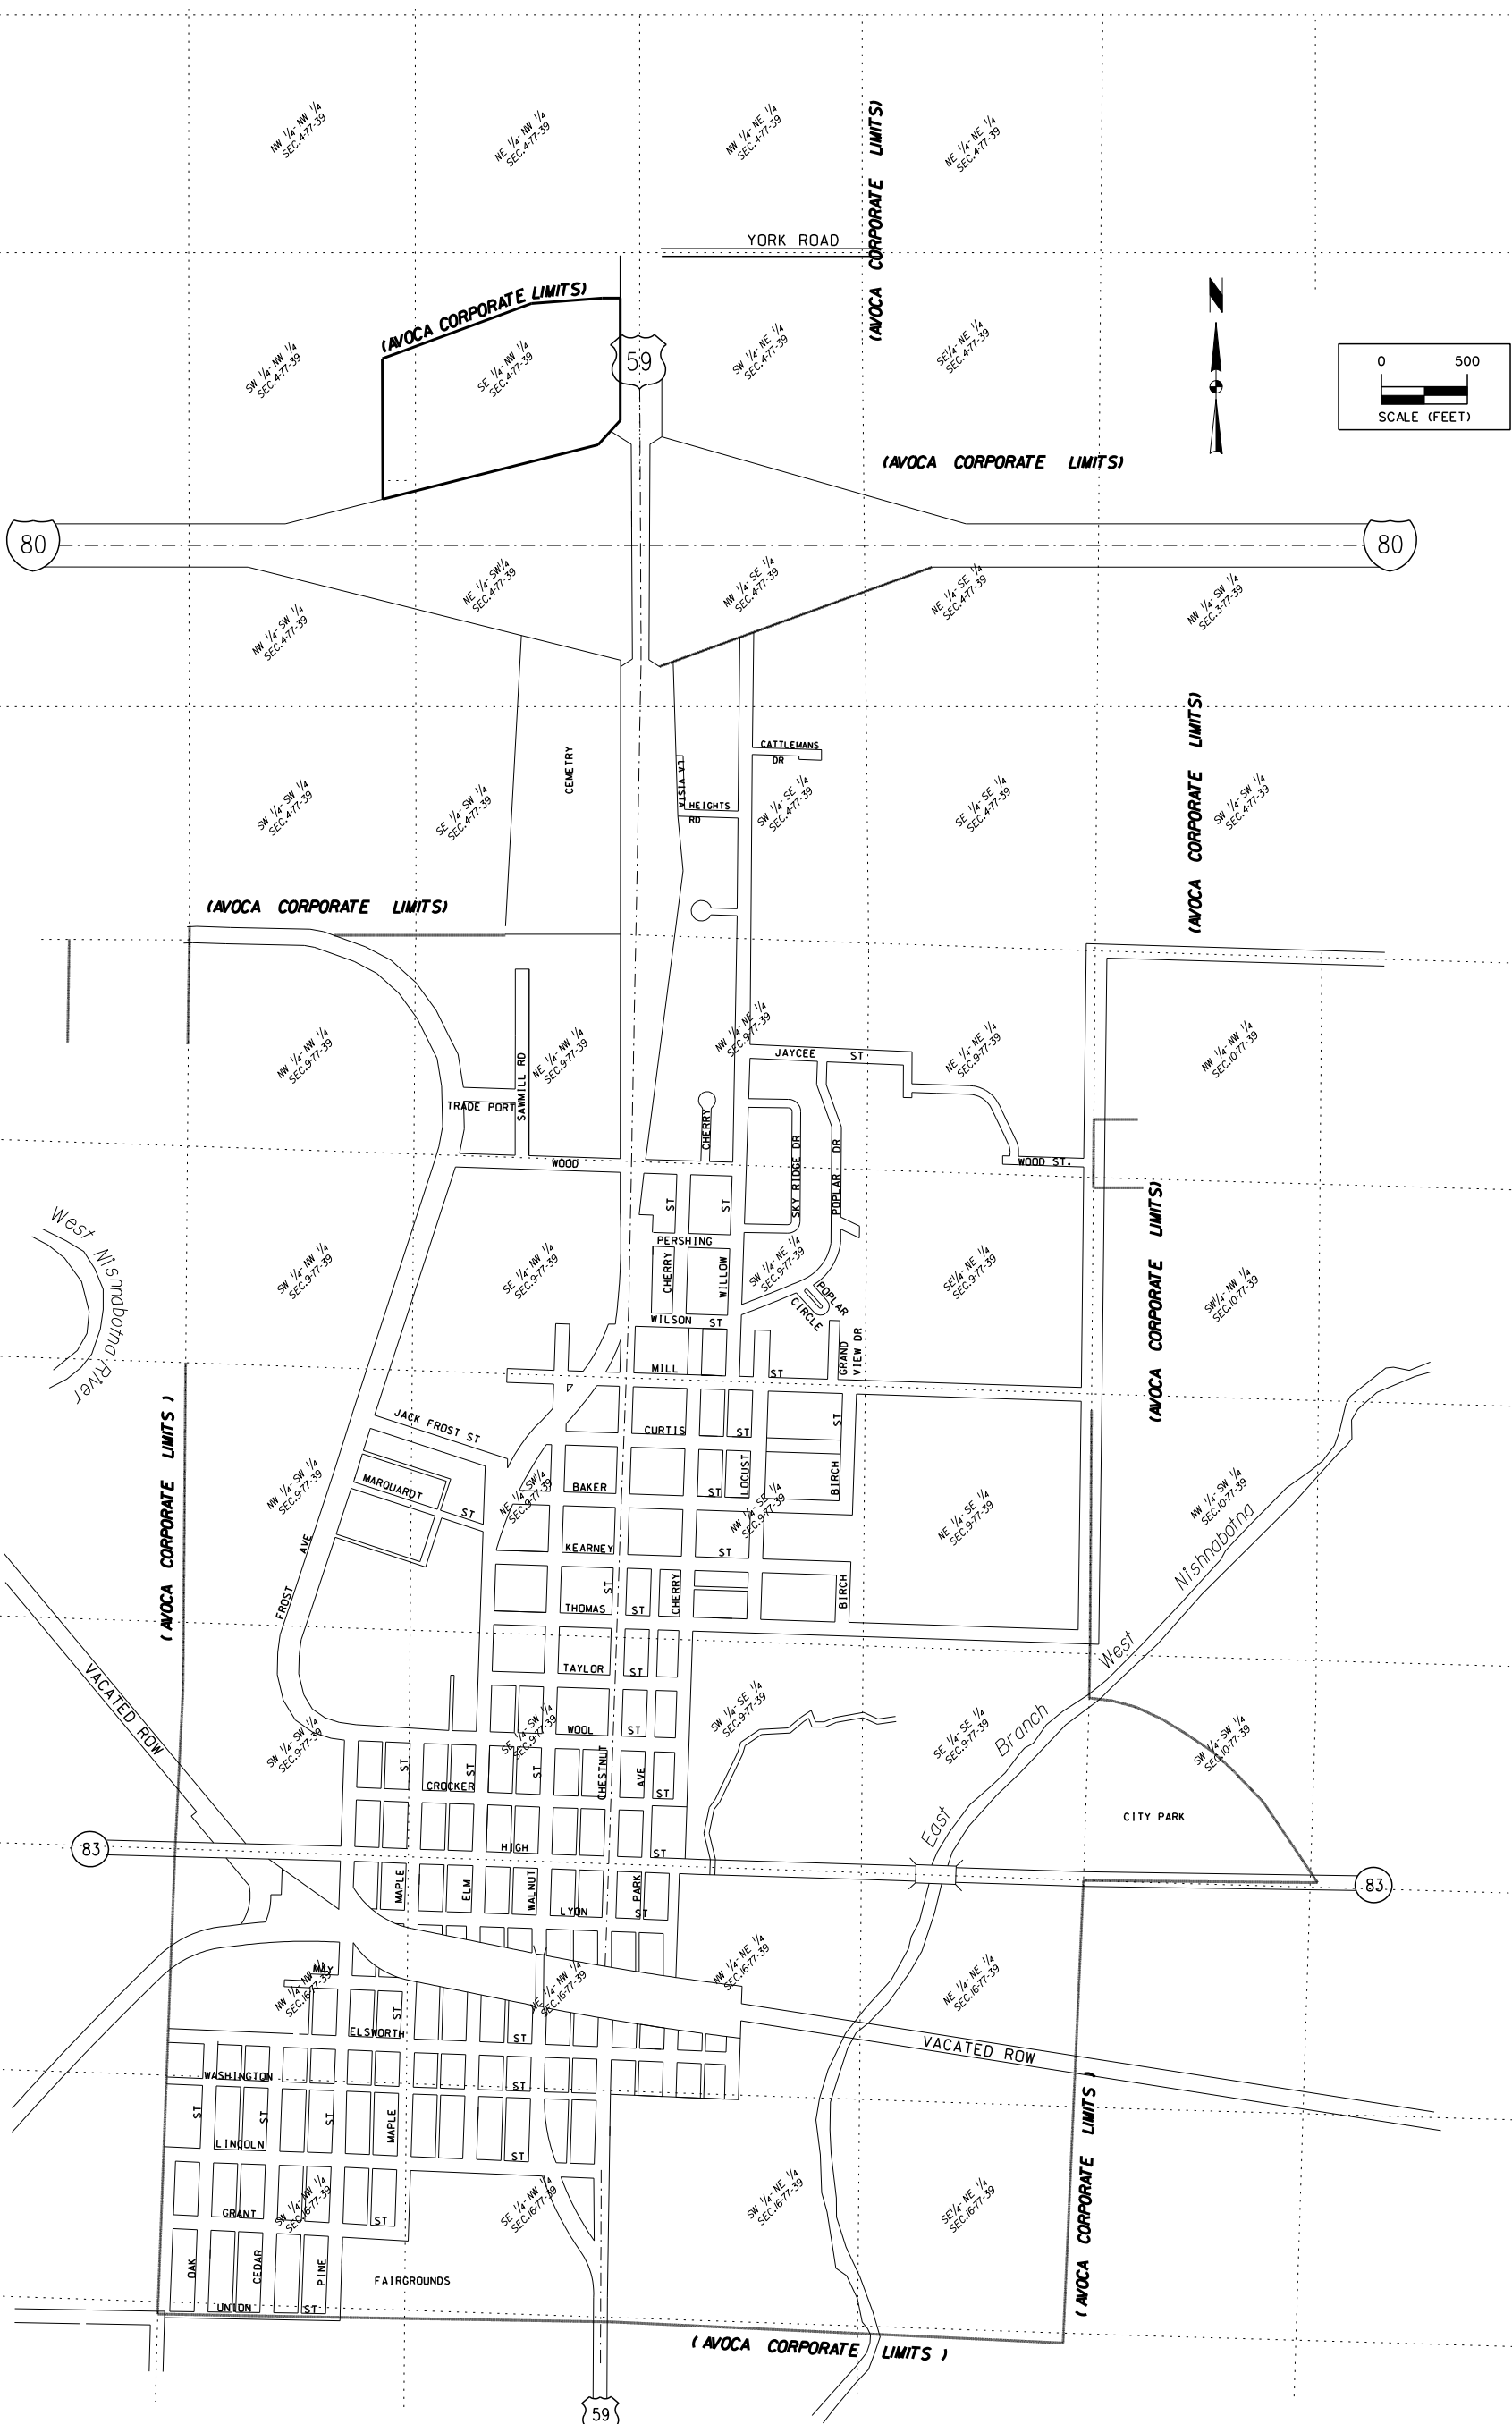 NW 1/4- NW 1/4
SEC.4-77-39
NE 1/4- NW 1/4
SEC.4-77-39
NW 1/4- NE 1/4
SEC.4-77-39
NE 1/4- NE 1/4
SEC.4-77-39
(AVOCA CORPORATE LIMITS)
YORK ROAD
N
(AVOCA CORPORATE LIMITS)
SW 1/4- NW 1/4
SEC.4-77-39
SE 1/4- NW 1/4
SEC.4-77-39
59
SW 1/4- NE 1/4
SEC.4-77-39
SE1/4- NE 1/4
SEC.4-77-39
0 500
SCALE (FEET)
(AVOCA CORPORATE LIMITS)
80
80
NW 1/4- SW 1/4
SEC.4-77-39
NE 1/4- SW1/4
SEC.4-77-39
NW 1/4- SE 1/4
SEC.4-77-39
NE 1/4- SE 1/4
SEC.4-77-39
NW 1/4- SW 1/4
SEC.3-77-39
(AVOCA CORPORATE LIMITS)
CEMETRY
CATTLEMANS
DR
LA VISTA
HEIGHTS
RD
SW 1/4- SW 1/4
SEC.4-77-39
SE 1/4- SW 1/4
SEC.4-77-39
SW 1/4- SE 1/4
SEC.4-77-39
SE 1/4- SE 1/4
SEC.4-77-39
SW 1/4- SW 1/4
SEC.4-77-39
(AVOCA CORPORATE LIMITS)
NW 1/4- NW 1/4
SEC.9-77-39
NE 1/4- NW 1/4
SEC.9-77-39
NW 1/4- NE 1/4
SEC.9-77-39
NE 1/4- NE 1/4
SEC.9-77-39
NW 1/4- NW 1/4
SEC.10-77-39
JAYCEE ST
SAWMILL RD
TRADE PORT
CHERRY
WOOD
SKY RIDGE DR
POPLAR DR
WOOD ST.
ST
ST
PERSHING
(AVOCA CORPORATE LIMITS)
West Nishnabotna River
SW 1/4- NW 1/4
SEC.9-77-39
SE 1/4- NW 1/4
SEC.9-77-39
CHERRY
WILLOW
SW 1/4- NE 1/4
SEC.9-77-39
SE1/4- NE 1/4
SEC.9-77-39
SW1/4- NW 1/4
SEC.10-77-39
POPLAR
CIRCLE
WILSON ST
GRAND
VIEW DR
MILL ST
(AVOCA CORPORATE LIMITS)
JACK FROST ST
CURTIS ST
ST
MARQUARDT ST
BAKER ST
LOCUST
BIRCH
NW 1/4- SW 1/4
SEC.9-77-39
NE 1/4- SW1/4
SEC.9-77-39
NW 1/4- SE 1/4
SEC.9-77-39
NE 1/4- SE 1/4
SEC.9-77-39
NW 1/4- SW 1/4
SEC.10-77-39
KEARNEY ST
FROST AVE
THOMAS ST
ST
CHERRY
BIRCH
East Branch West Nishnabotna
VACATED ROW
TAYLOR ST
WOOL ST
SW 1/4- SW 1/4
SEC.9-77-39
SE 1/4- SW 1/4
SEC.9-77-39
SW 1/4- SE 1/4
SEC.9-77-39
SE 1/4- SE 1/4
SEC.9-77-39
SW 1/4- SW 1/4
SEC.10-77-39
ST
ST
ST
CHESTNUT
AVE
CROCKER ST
CITY PARK
83
HIGH ST
83
MAPLE
ELM
WALNUT
PARK
LYON ST
MAY
NW 1/4- NW 1/4
SEC.16-77-39
NE 1/4- NW 1/4
SEC.16-77-39
NW 1/4- NE 1/4
SEC.16-77-39
NE 1/4- NE 1/4
SEC.16-77-39
ST
ELSWORTH ST
VACATED ROW
WASHINGTON ST
ST
ST
ST
MAPLE
LINCOLN ST
(AVOCA CORPORATE LIMITS)
SW 1/4- NW 1/4
SEC.16-77-39
SE 1/4- NW 1/4
SEC.16-77-39
SW 1/4- NE 1/4
SEC.16-77-39
SE1/4- NE 1/4
SEC.16-77-39
GRANT ST
OAK
CEDAR
PINE
FAIRGROUNDS
UNION ST
(AVOCA CORPORATE LIMITS)
59